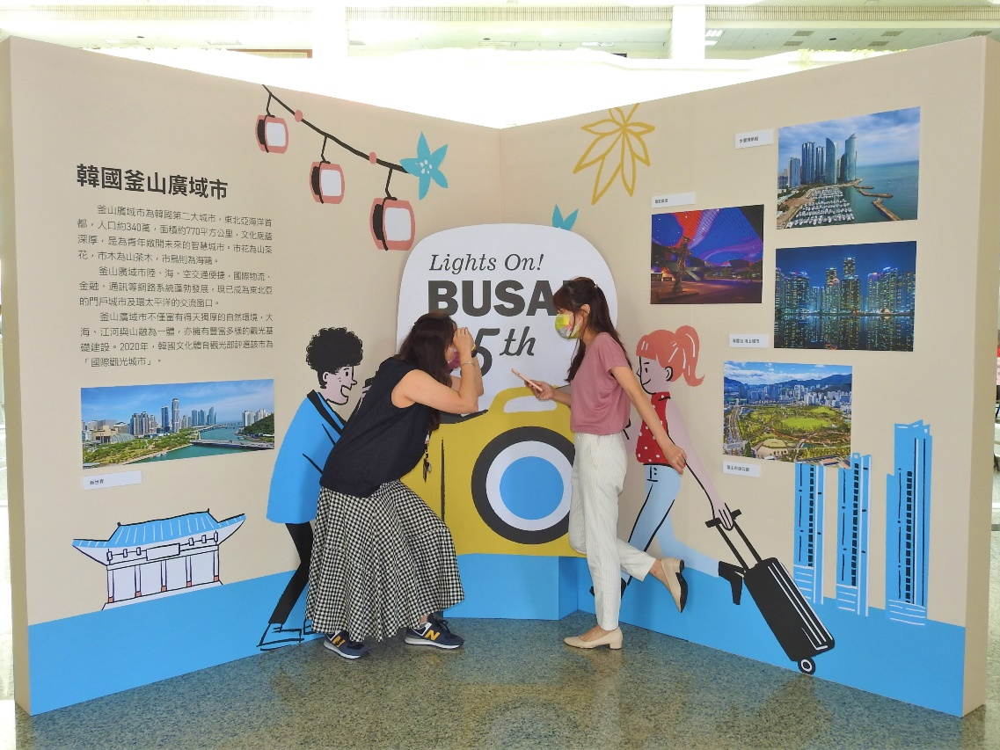 韓國釜山廣域市
釜山廣域市為韓國第二大城市，東北亞海洋首
都，人口約340萬，面積約770平方公里，文化底蘊
深厚，是為青年敞開未來的智慧城市。市花為山茶
花，市木為山茶木，市鳥則為海鷗。
釜山廣域市陸、海、空交通便捷，國際物流、
金融、通訊等網路系統蓬勃發展，現已成為東北亞
的門戶城市及環太平洋的交流窗口。
釜山廣域市不僅富有得天獨厚的自然環境，大
海、江河與山融為一體，亦擁有豐富多樣的觀光基
礎建設。2020年，韓國文化體育觀光部評選該市為
「國際觀光城市」。
新世界
Lights On!
BUSA
5th
N
N